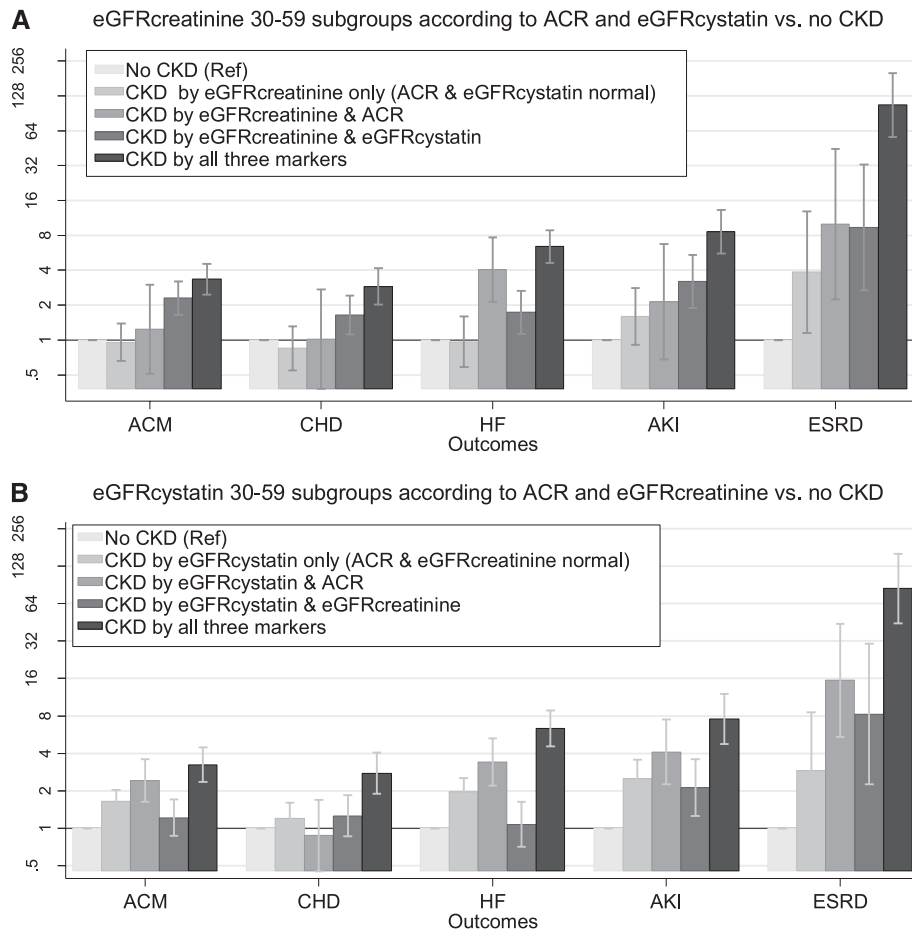 A
eGFRcreatinine 30-59 subgroups according to ACR and eGFRcystatin vs. no CKD
256
128
64
32
16
8
4
2
1
.5
No CKD (Ref)
CKD by eGFRcreatinine only (ACR & eGFRcystatin normal)
CKD by eGFRcreatinine & ACR
CKD by eGFRcreatinine & eGFRcystatin
CKD by all three markers
ACM CHD HF AKI ESRD
Outcomes
B
eGFRcystatin 30-59 subgroups according to ACR and eGFRcreatinine vs. no CKD
256
128
64
32
16
8
4
2
1
.5
No CKD (Ref)
CKD by eGFRcystatin only (ACR & eGFRcreatinine normal)
CKD by eGFRcystatin & ACR
CKD by eGFRcystatin & eGFRcreatinine
CKD by all three markers
ACM CHD HF AKI ESRD
Outcomes